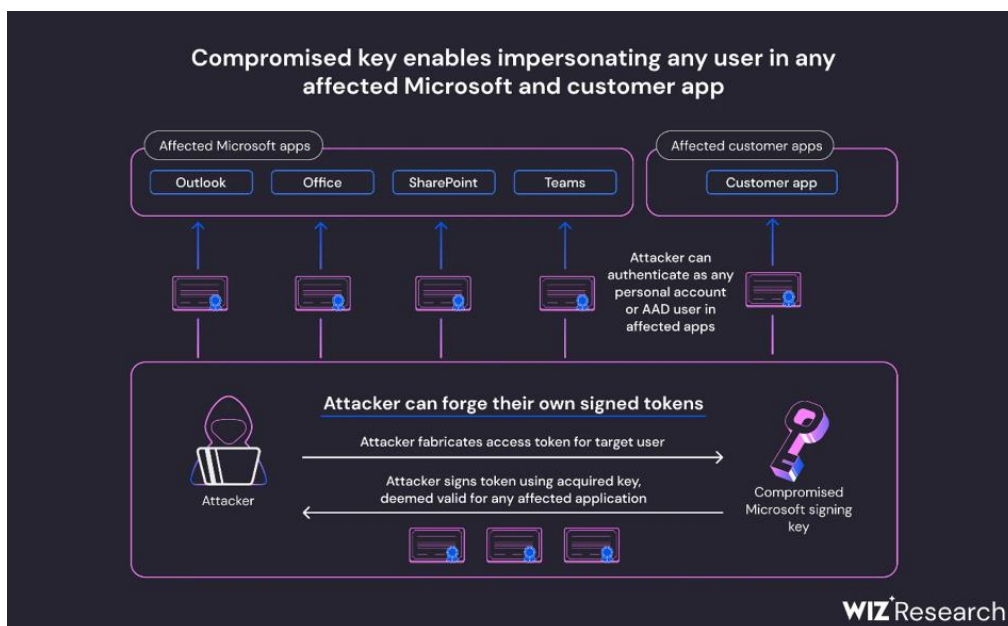 Compromised key enables impersonating any user in any
affected Microsoft and customer app
Affected Microsoft apps
Affected customer apps
Outlook
Office
SharePoint
Teams
Customer app
Attacker can
authenticate as any
personal account
or AAD user in
affected apps
Attacker can forge their own signed tokens
Attacker fabricates access token for target user
Attacker signs token using acquired key,
deemed valid for any affected application
Attacker
Compromised
Microsoft signing
key
WIZ Research